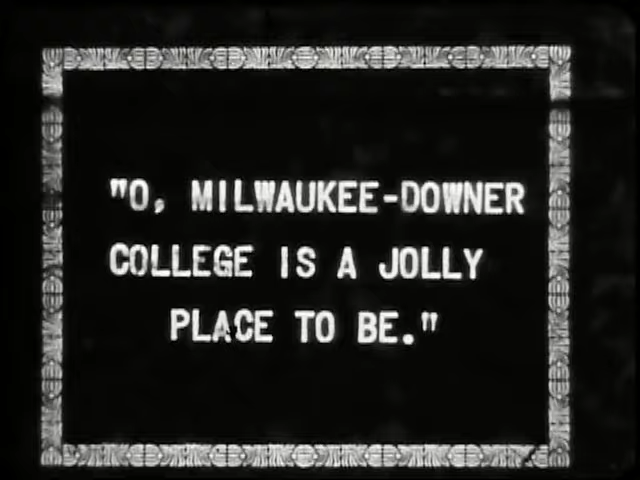 "O, MILWAUKEE-DOWNER
COLLEGE IS A JOLLY
PLACE TO BE."